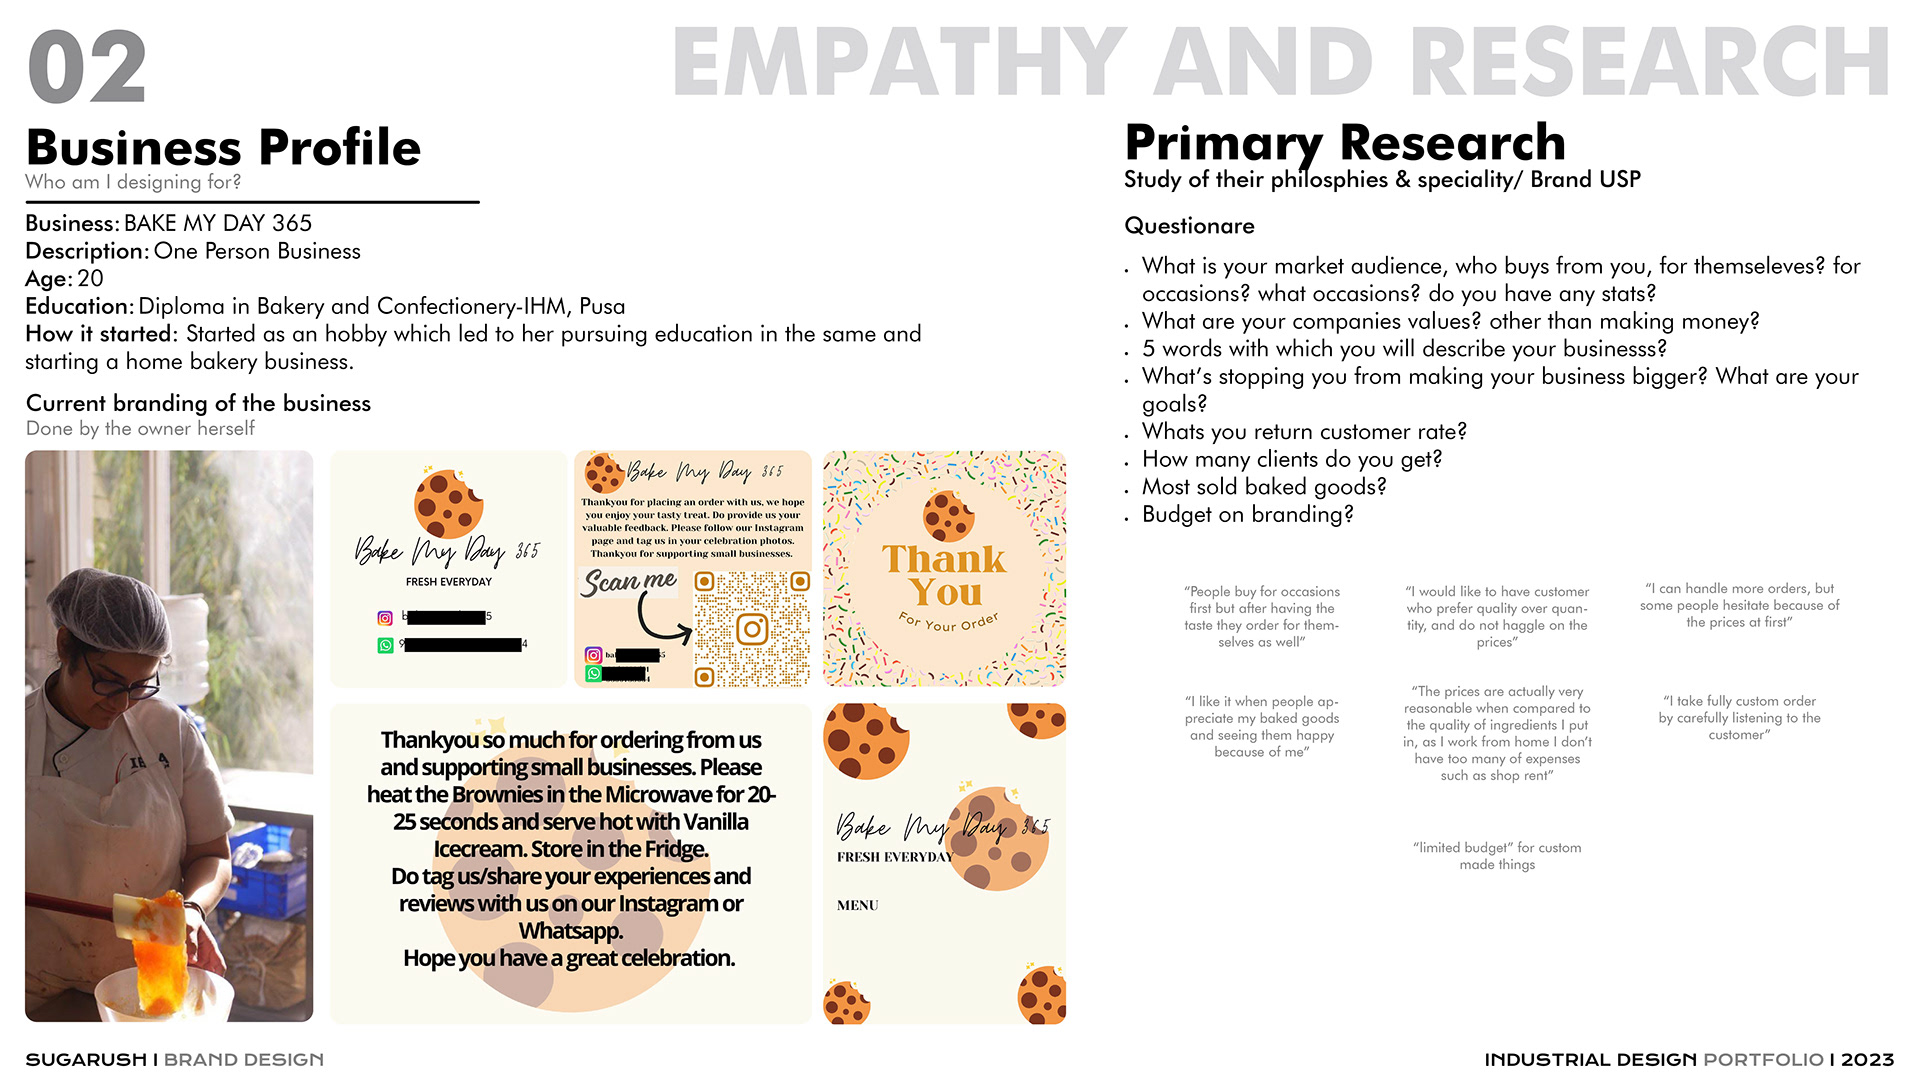 02
EMPATHY AND RESEARCH
Business Profile
Who am I designing for?
Business: BAKE MY DAY 365
Description: One Person Business
Age: 20
Education: Diploma in Bakery and Confectionery-IHM, Pusa
How it started: Started as an hobby which led to her pursuing education in the same and
starting a home bakery business.
Current branding of the business
Done by the owner herself
Bake My Day 365
FRESH EVERYDAY
Bake My Day 365
Thankyou for placing an order with us, we hope
you enjoy your tasty treat. Do provide us your
valuable feedback. Please follow our Instagram
page and tag us in your celebration photos.
Thankyou for supporting small businesses.
Scan me
Thank
You
For Your Order
Thankyou so much for ordering from us
and supporting small businesses. Please
heat the Brownies in the Microwave for 20-
25 seconds and serve hot with Vanilla
Icecream. Store in the Fridge.
Do tag us/share your experiences and
reviews with us on our Instagram or
Whatsapp.
Hope you have a great celebration.
Bake My Day 365
FRESH EVERYDAY
MENU
Primary Research
Study of their philosphies & speciality/ Brand USP
Questionare
• What is your market audience, who buys from you, for themseleves? for
occasions? what occasions? do you have any stats?
• What are your companies values? other than making money?
• 5 words with which you will describe your businesss?
• What's stopping you from making your business bigger? What are your
goals?
• Whats you return customer rate?
• How many clients do you get?
• Most sold baked goods?
• Budget on branding?
“People buy for occasions
first but after having the
taste they order for them-
selves as well”
“I would like to have customer
who prefer quality over quan-
tity, and do not haggle on the
prices”
“I can handle more orders, but
some people hesitate because of
the prices at first”
“I like it when people ap-
preciate my baked goods
and seeing them happy
because of me”
“The prices are actually very
reasonable when compared to
the quality of ingredients I put
in, as I work from home I don’t
have too many of expenses
such as shop rent”
“I take fully custom order
by carefully listening to the
customer”
“limited budget” for custom
made things
SUGARUSH I BRAND DESIGN
INDUSTRIAL DESIGN PORTFOLIO I 2023